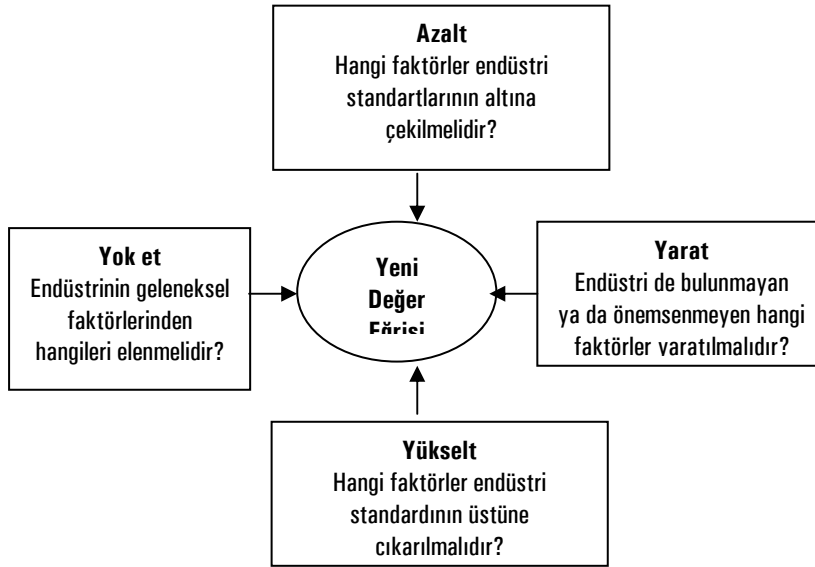 Azalt
Hangi faktörler endüstri
standartlarının altına
çekilmelidir?
Yok et
Endüstrinin geleneksel
faktörlerinden
hangileri elenmelidir?
Yeni
Değer
Eğrisi
Yarat
Endüstri de bulunmayan
ya da önemsenmeyen hangi
faktörler yaratılmalıdır?
Yükselt
Hangi faktörler endüstri
standardının üstüne
çıkarılmalıdır?